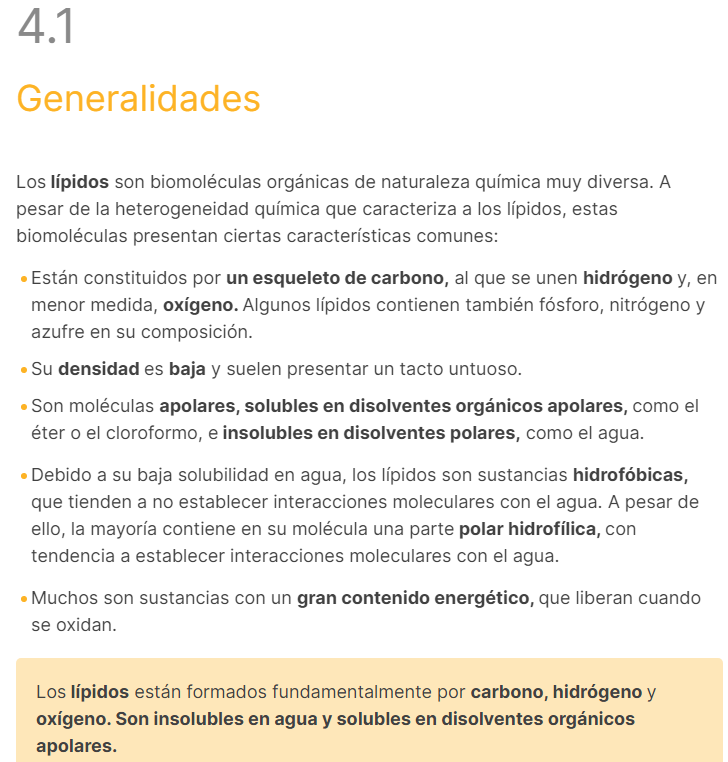 4.1
Generalidades
Los lípidos son biomoléculas orgánicas de naturaleza química muy diversa. A
pesar de la heterogeneidad química que caracteriza a los lípidos, estas
biomoléculas presentan ciertas características comunes:
• Están constituidos por un esqueleto de carbono, al que se unen hidrógeno y, en
menor medida, oxígeno. Algunos lípidos contienen también fósforo, nitrógeno y
azufre en su composición.
• Su densidad es baja y suelen presentar un tacto untuoso.
• Son moléculas apolares, solubles en disolventes orgánicos apolares, como el
éter o el cloroformo, e insolubles en disolventes polares, como el agua.
• Debido a su baja solubilidad en agua, los lípidos son sustancias hidrofóbicas,
que tienden a no establecer interacciones moleculares con el agua. A pesar de
ello, la mayoría contiene en su molécula una parte polar hidrofílica, con
tendencia a establecer interacciones moleculares con el agua.
• Muchos son sustancias con un gran contenido energético, que liberan cuando
se oxidan.
Los lípidos están formados fundamentalmente por carbono, hidrógeno y
oxígeno. Son insolubles en agua y solubles en disolventes orgánicos
apolares.